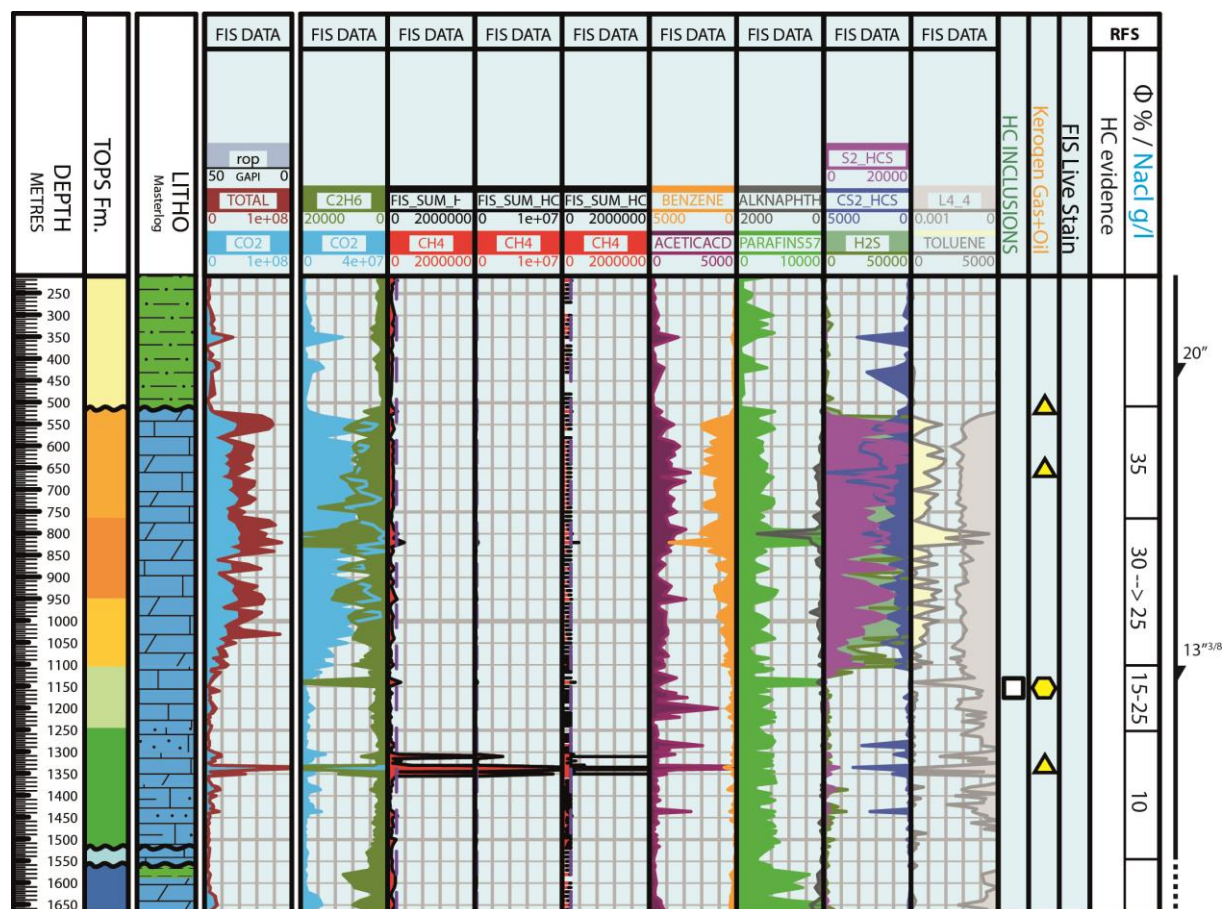 FIS DATA FIS DATA FIS DATA FIS DATA FIS DATA FIS DATA FIS DATA FIS DATA FIS DATA
RFS
DEPTH
METRES
TOPS Fm.
LITHO
Masterlog
rop
50 GAPI 0
TOTAL
0 1e+08
CO2
0 1e+08
C2H6
20000 0
CO2
0 4e+07
FIS_SUM_H
0 2000000
CH4
0 2000000
FIS_SUM_HC
0 1e+07
CH4
0 1e+07
FIS_SUM_HC
0 2000000
CH4
0 2000000
BENZENE
5000 0
ACETICACD
0 5000
ALKNAPHTH
2000 0
PARAFINS57
0 10000
S2_HCS
0 20000
CS2_HCS
5000 0
H2S
0 50000
L4_4
0.001 0
TOLUENE
0 5000
HC INCLUSIONS
Keroqen Gas+Oil
FIS Live Stain
HC evidence
Φ % / Nacl g/l
250
300
350
400
450
500
550
600
650
700
750
800
850
900
950
1000
1050
1100
1150
1200
1250
1300
1350
1400
1450
1500
1550
1600
1650
35
30 --> 25
15-25
10
20"
13"3/8